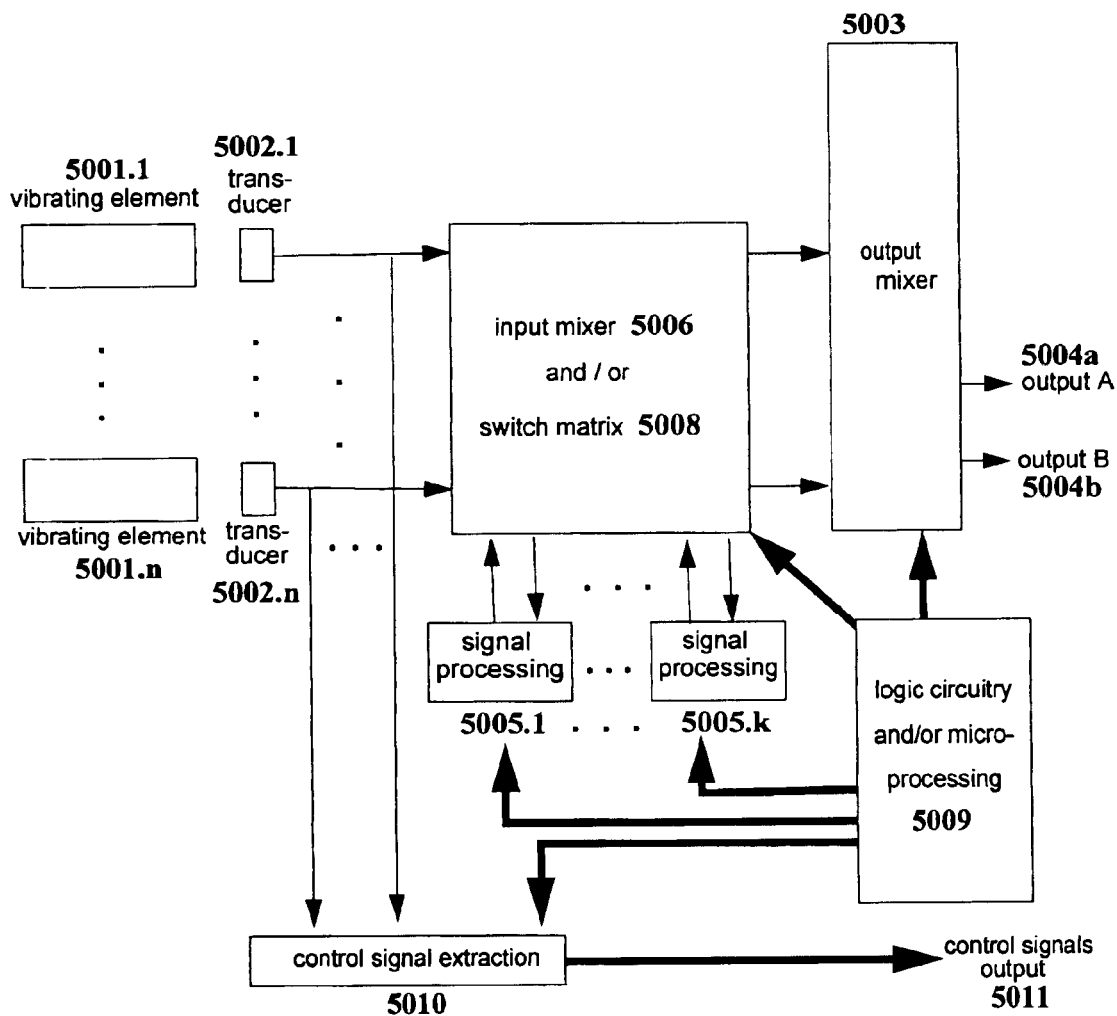 5003
5002.1
5001.1
trans-
vibrating element
ducer
output
mixer
input mixer 5006
and / or
switch matrix 5008
5004a
output A
output B
5004b
vibrating element
5001.n
trans-
ducer
5002.n
signal
processing
signal
processing
5005.1
5005.k
logic circuitry
and/or micro-
processing
5009
control signal extraction
5010
control signals
output
5011